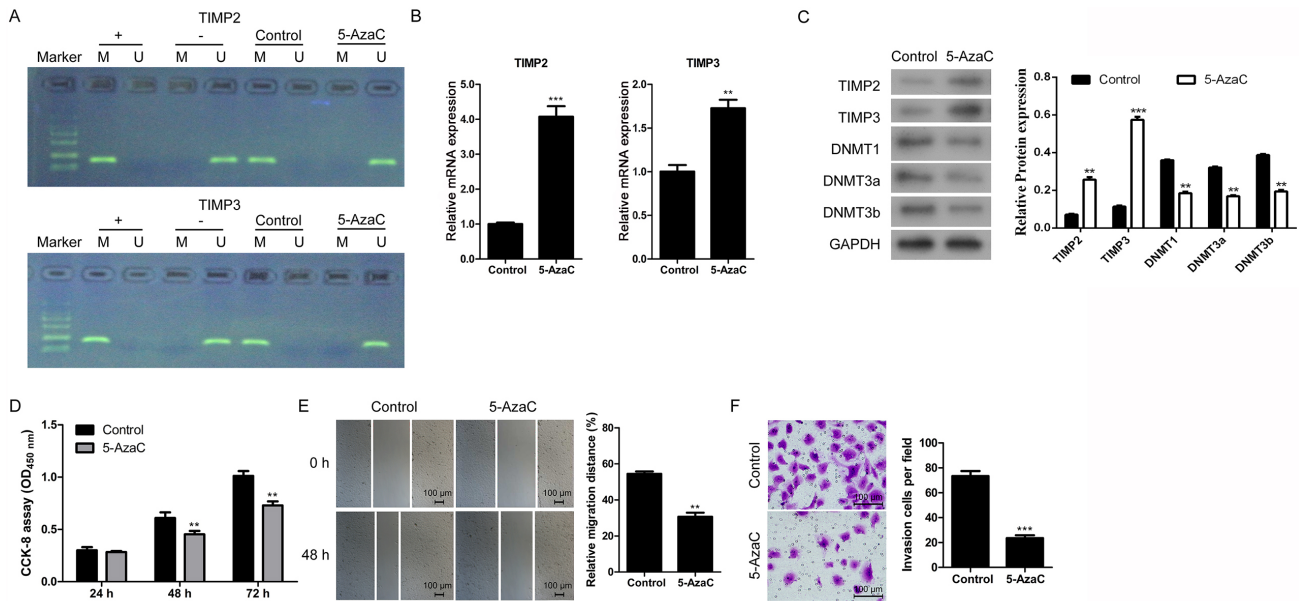 A
TIMP2
+ - Control 5-AzaC
Marker M U M U M U M U
TIMP3
+ - Control 5-AzaC
Marker M U M U M U M U
B
TIMP2
Relative mRNA expression
5.0
4.0
3.0
2.0
1.0
0.0
***
Control 5-AzaC
TIMP3
Relative mRNA expression
2.0
1.5
1.0
0.5
0.0
**
Control 5-AzaC
C
Control 5-AzaC
TIMP2
TIMP3
DNMT1
DNMT3a
DNMT3b
GAPDH
Relative Protein expression
0.8
0.6
0.4
0.2
0.0
Control 5-AzaC
** *** ** ** **
TIMP2 TIMP3 DNMT1 DNMT3a DNMT3b
D
CCK-8 assay (OD450 nm)
1.5
1.0
0.5
0.0
Control
5-AzaC
** **
24 h 48 h 72 h
E
Control 5-AzaC
0 h
100 μm 100 μm
48 h
100 μm 100 μm
Relative migration distance (%)
80
60
40
20
0
**
Control 5-AzaC
F
Control
100 μm
5-AzaC
100 μm
Invasion cells per field
100
80
60
40
20
0
***
Control 5-AzaC